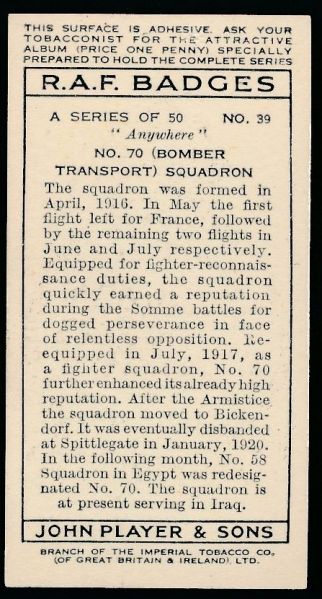 THIS SURFACE IS ADHESIVE. ASK YOUR
TOBACCONIST FOR THE ATTRACTIVE
ALBUM (PRICE ONE PENNY) SPECIALLY
PREPARED TO HOLD THE COMPLETE SERIES
R.A.F. BADGES
A SERIES OF 50 NO. 39
"Anywhere"
NO. 70 (BOMBER
TRANSPORT) SQUADRON
The squadron was formed in
April, 1916. In May the first
flight left for France, followed
by the remaining two flights in
June and July respectively.
Equipped for fighter-reconnais-
sance duties, the squadron
quickly earned a reputation
during the Somme battles for
dogged perseverance in face
of relentless opposition. Re-
equipped in July, 1917, as
a fighter squadron, No. 70
further enhanced its already high
reputation. After the Armistice
the squadron moved to Bicken-
dorf. It was eventually disbanded
at Spittlegate in January, 1920.
In the following month, No. 58
Squadron in Egypt was redesig-
nated No. 70. The squadron is
at present serving in Iraq.
JOHN PLAYER & SONS
BRANCH OF THE IMPERIAL TOBACCO CO.
(OF GREAT BRITAIN & IRELAND), LTD.